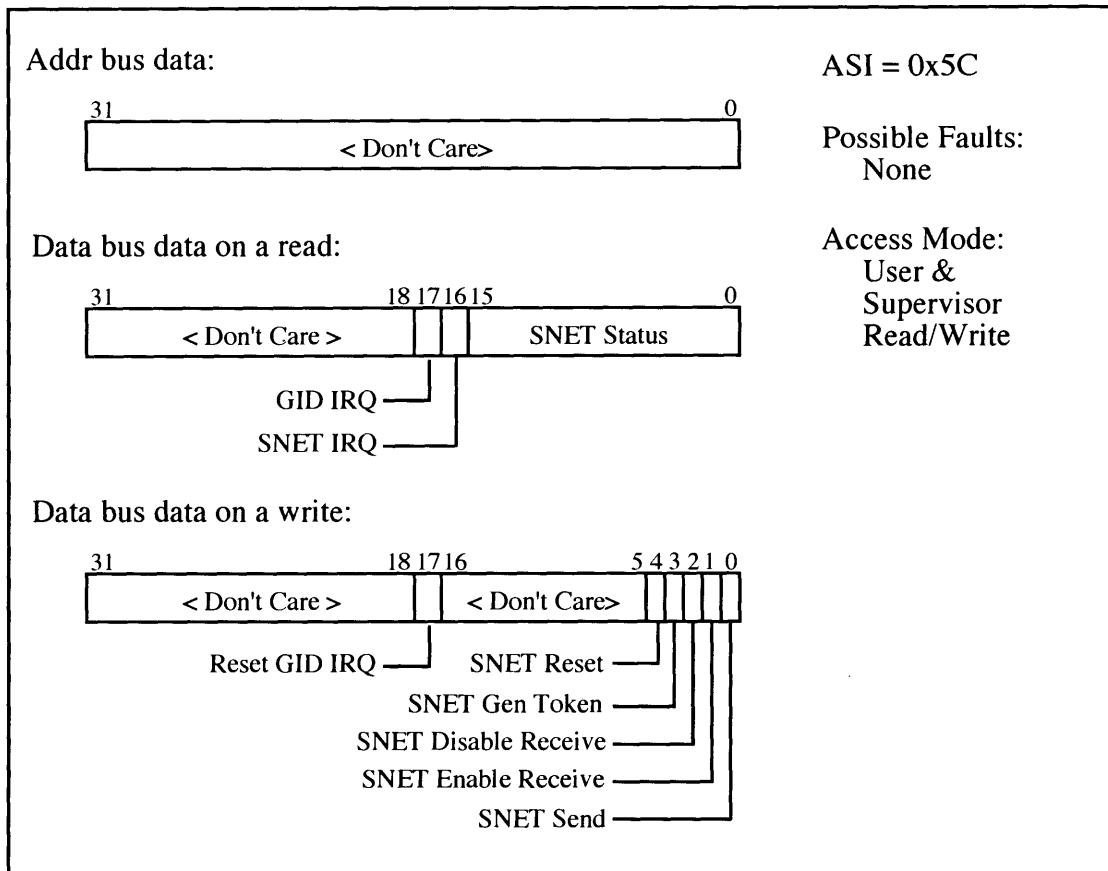 Addr bus data:
ASI = 0x5C
31 0
< Don't Care>
Possible Faults:
None
Data bus data on a read:
Access Mode:
User &
Supervisor
Read/Write
31 18 17 16 15 0
< Don't Care > SNET Status
GID IRQ
SNET IRQ
Data bus data on a write:
31 18 17 16 5 4 3 2 1 0
< Don't Care > < Don't Care>
Reset GID IRQ SNET Reset
SNET Gen Token
SNET Disable Receive
SNET Enable Receive
SNET Send